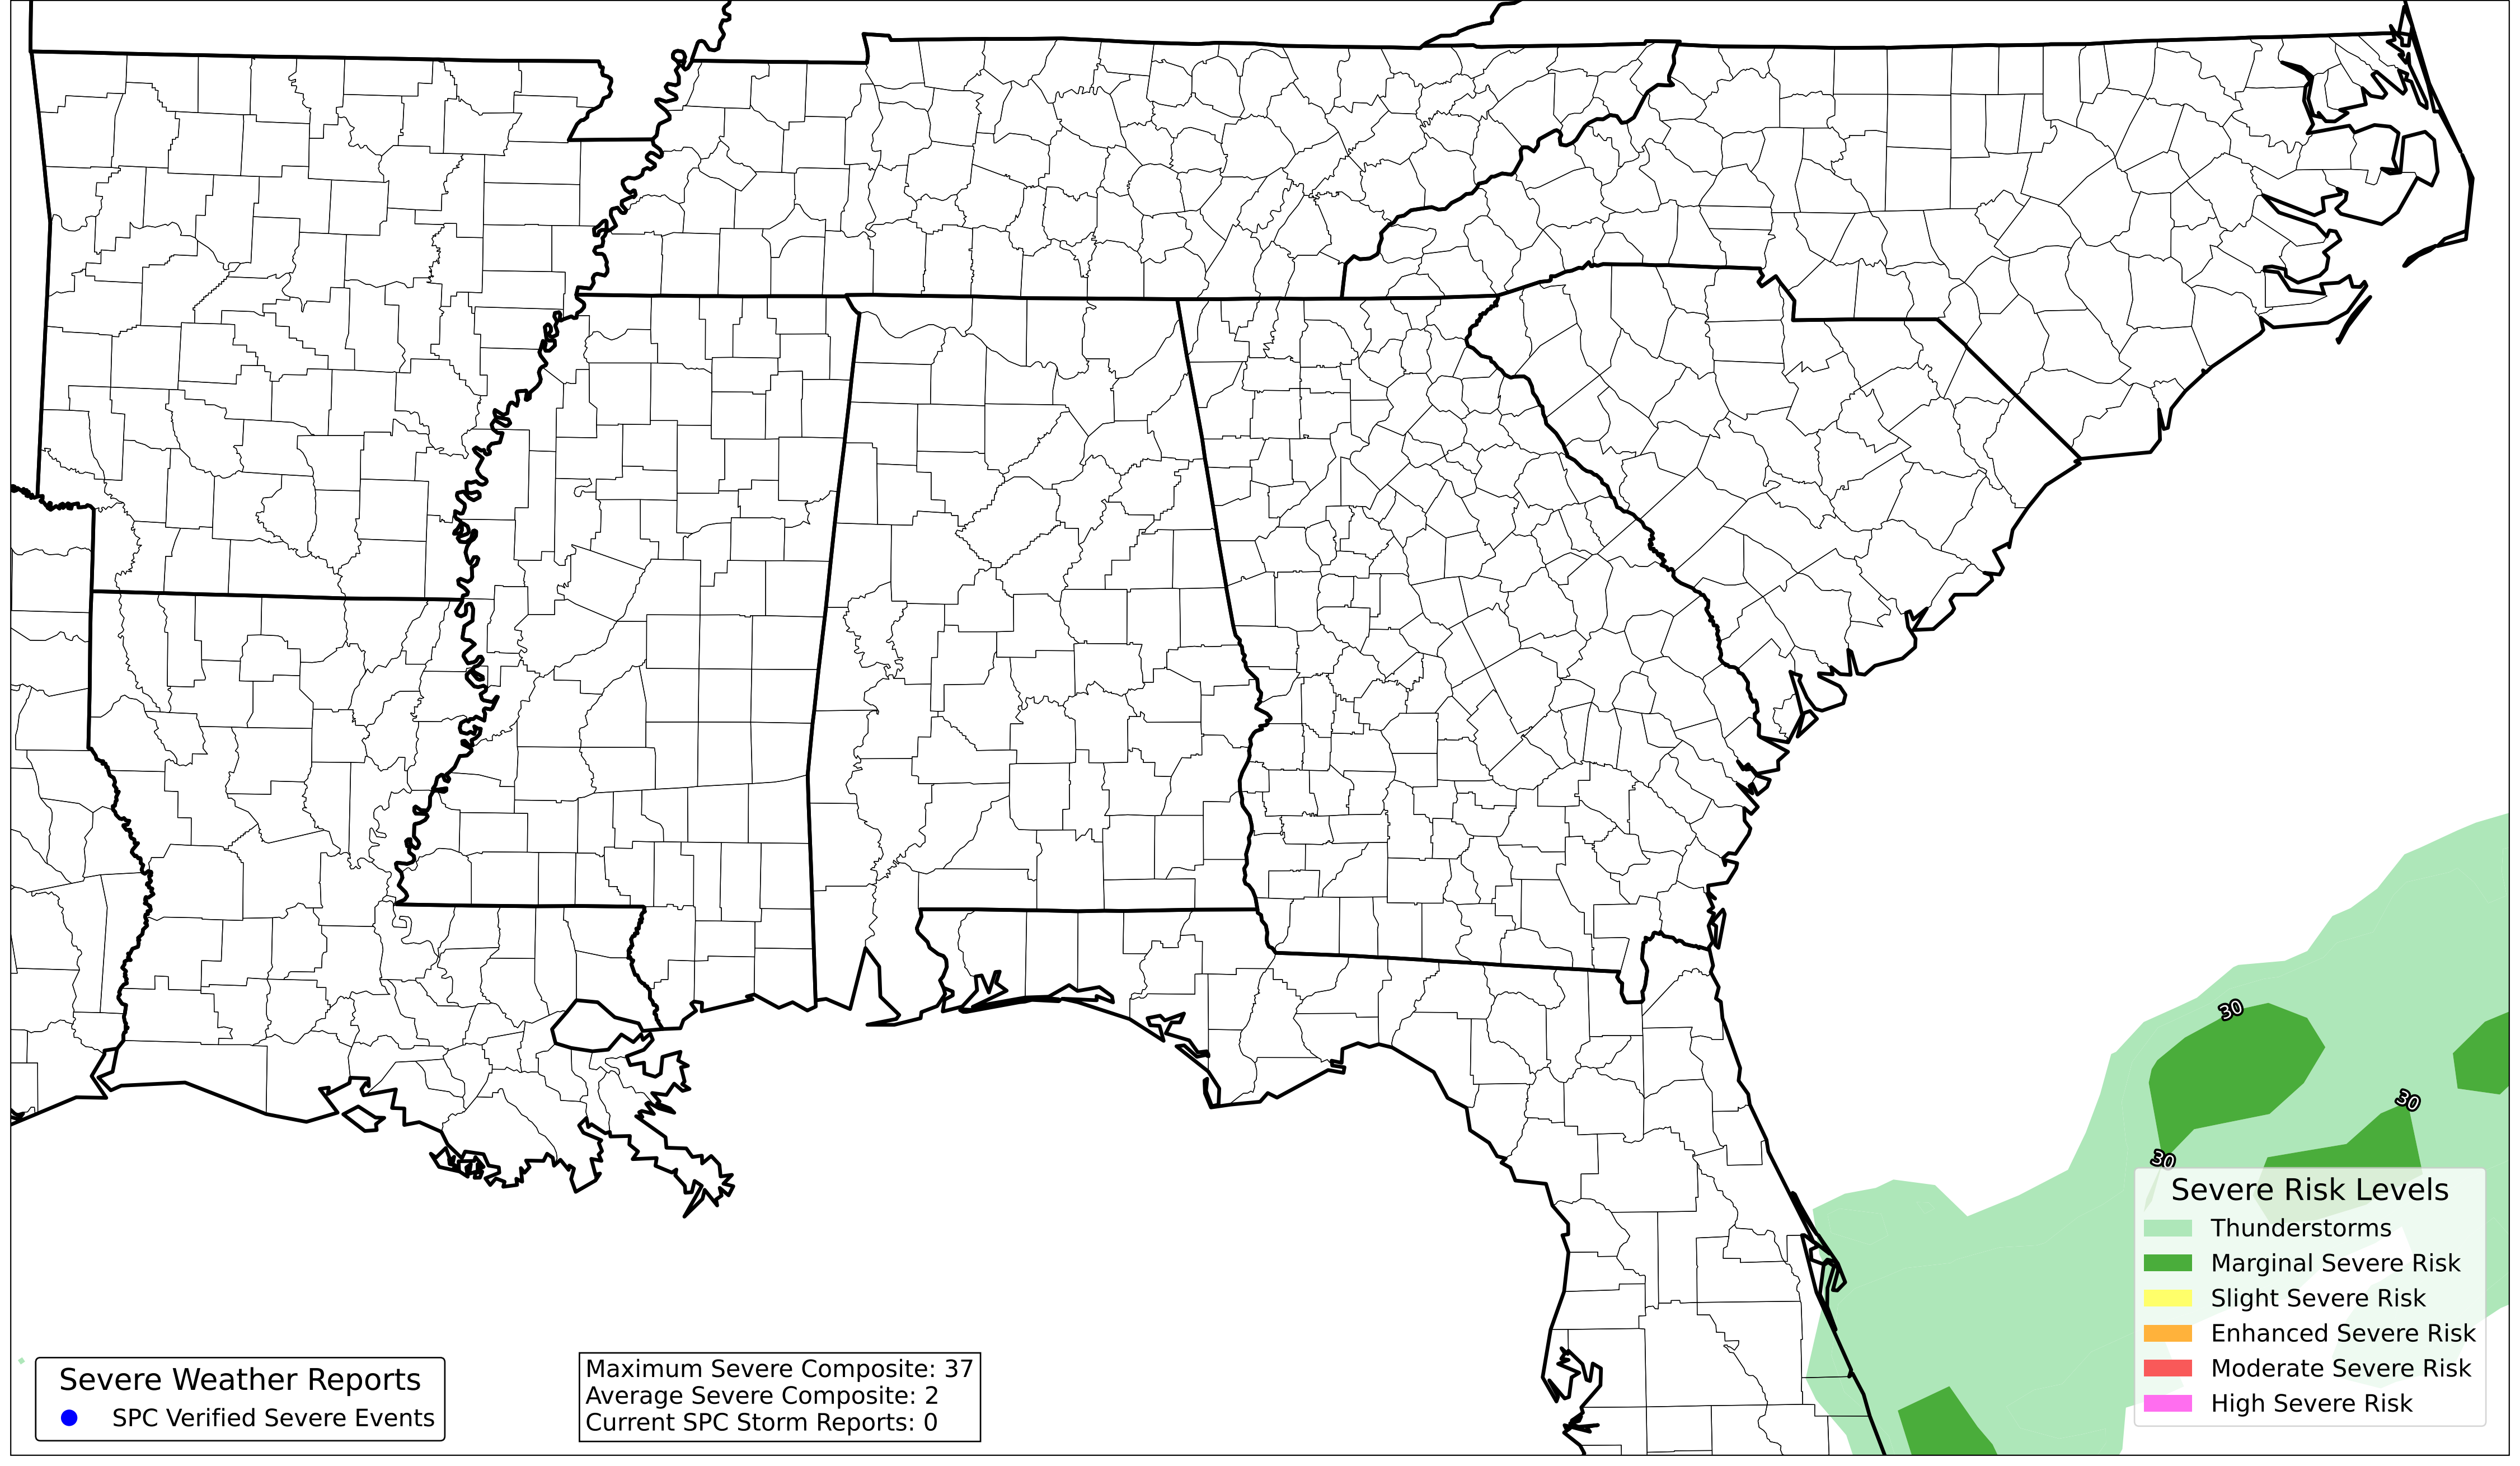 30
30
30
Severe Risk Levels
Thunderstorms
Marginal Severe Risk
Slight Severe Risk
Enhanced Severe Risk
Moderate Severe Risk
High Severe Risk
Severe Weather Reports
SPC Verified Severe Events
Maximum Severe Composite: 37
Average Severe Composite: 2
Current SPC Storm Reports: 0